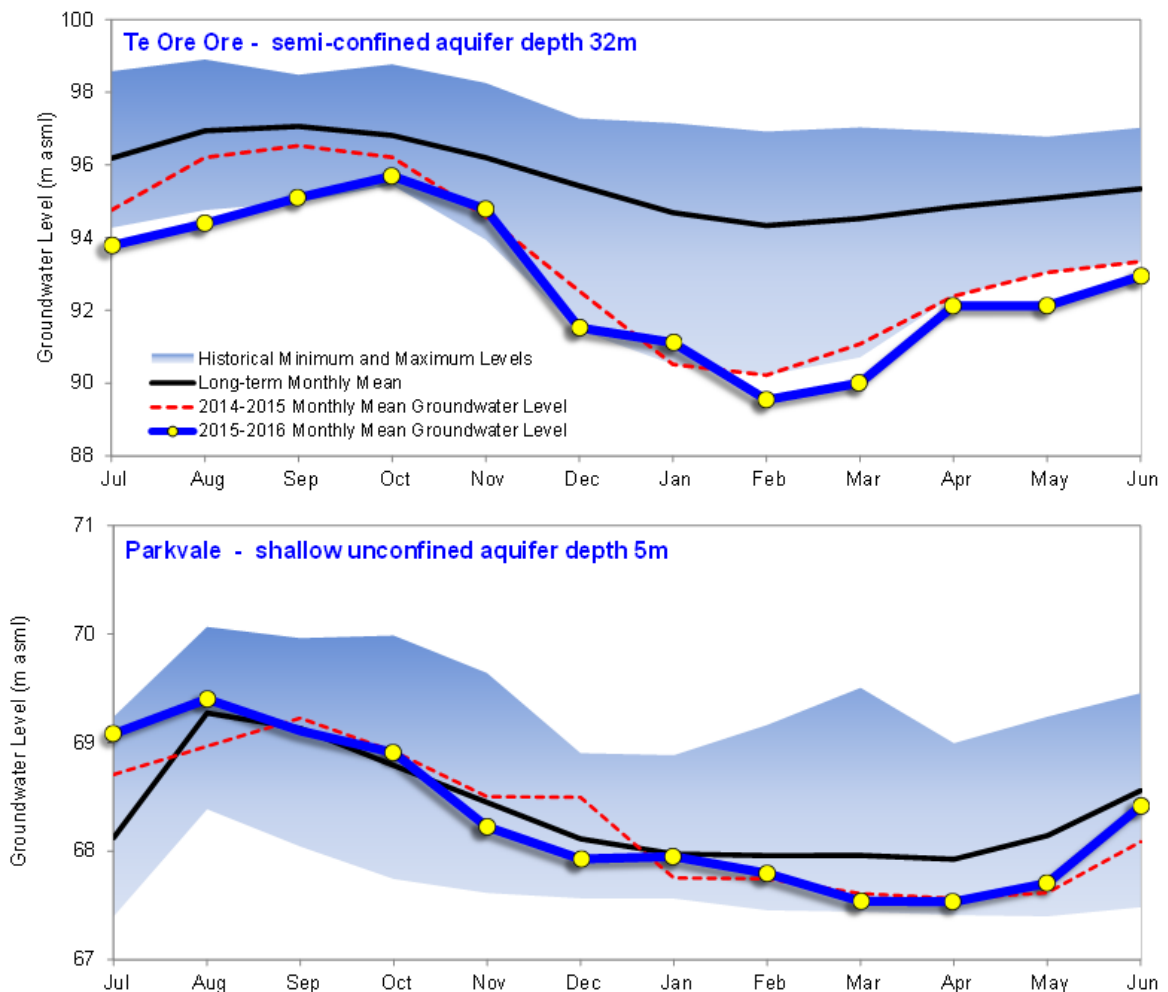 100
Te Ore Ore - semi-confined aquifer depth 32m
98
96
94
92
90
88
Groundwater Level (m asml)
Historical Minimum and Maximum Levels
Long-term Monthly Mean
2014-2015 Monthly Mean Groundwater Level
2015-2016 Monthly Mean Groundwater Level
Jul Aug Sep Oct Nov Dec Jan Feb Mar Apr May Jun
71
Parkvale - shallow unconfined aquifer depth 5m
70
69
68
67
Groundwater Level (m asml)
Jul Aug Sep Oct Nov Dec Jan Feb Mar Apr May Jun